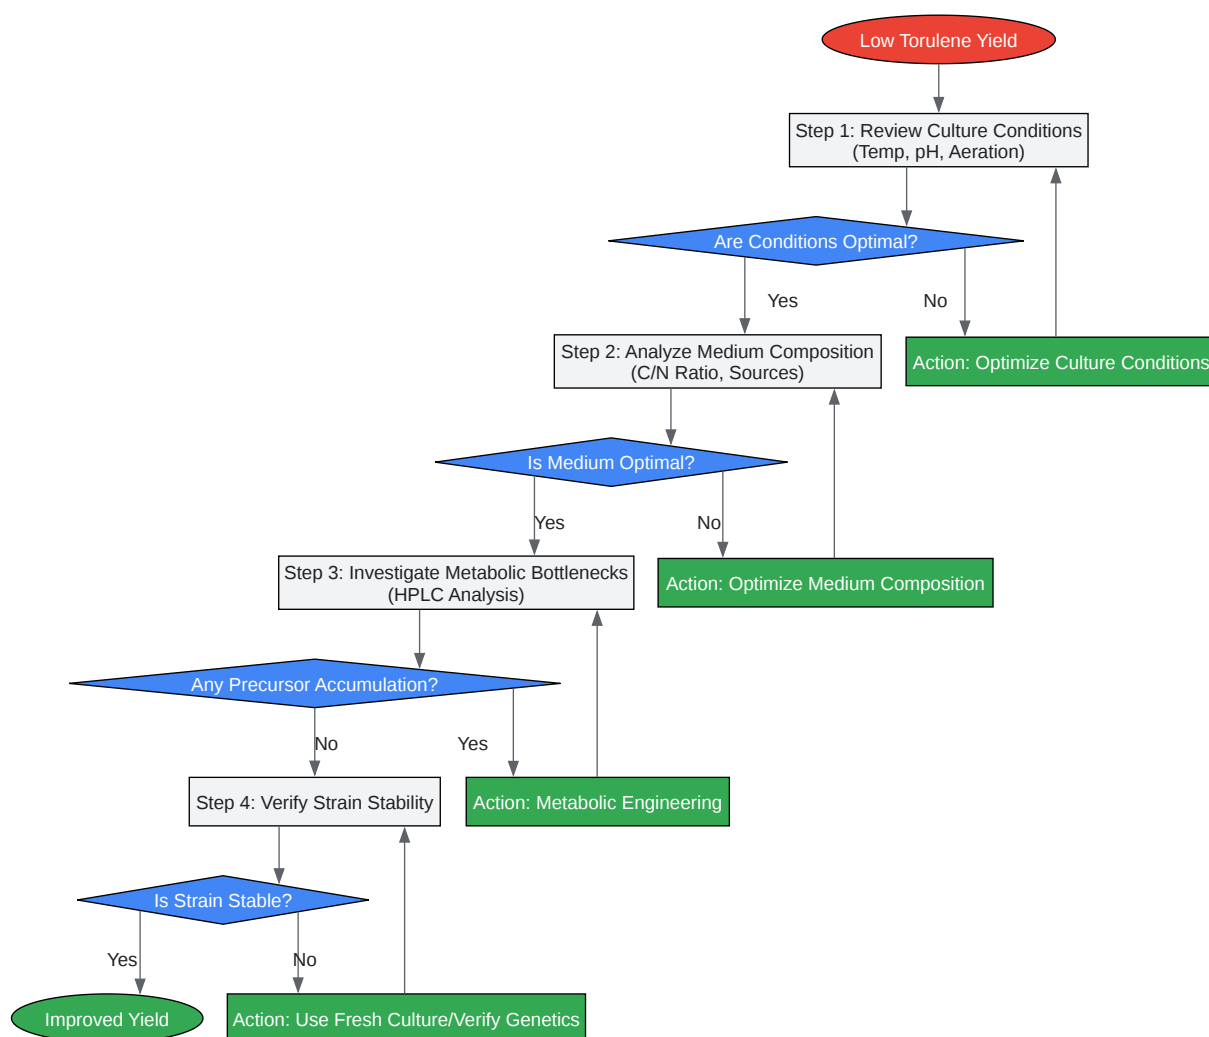 Low Torulene Yield
Step 1: Review Culture Conditions
(Temp, pH, Aeration)
Are Conditions Optimal?
Yes
No
Step 2: Analyze Medium Composition
(C/N Ratio, Sources)
Action: Optimize Culture Conditions
Is Medium Optimal?
Yes
No
Step 3: Investigate Metabolic Bottlenecks
(HPLC Analysis)
Action: Optimize Medium Composition
Any Precursor Accumulation?
No
Yes
Step 4: Verify Strain Stability
Action: Metabolic Engineering
Is Strain Stable?
Yes
No
Improved Yield
Action: Use Fresh Culture/Verify Genetics